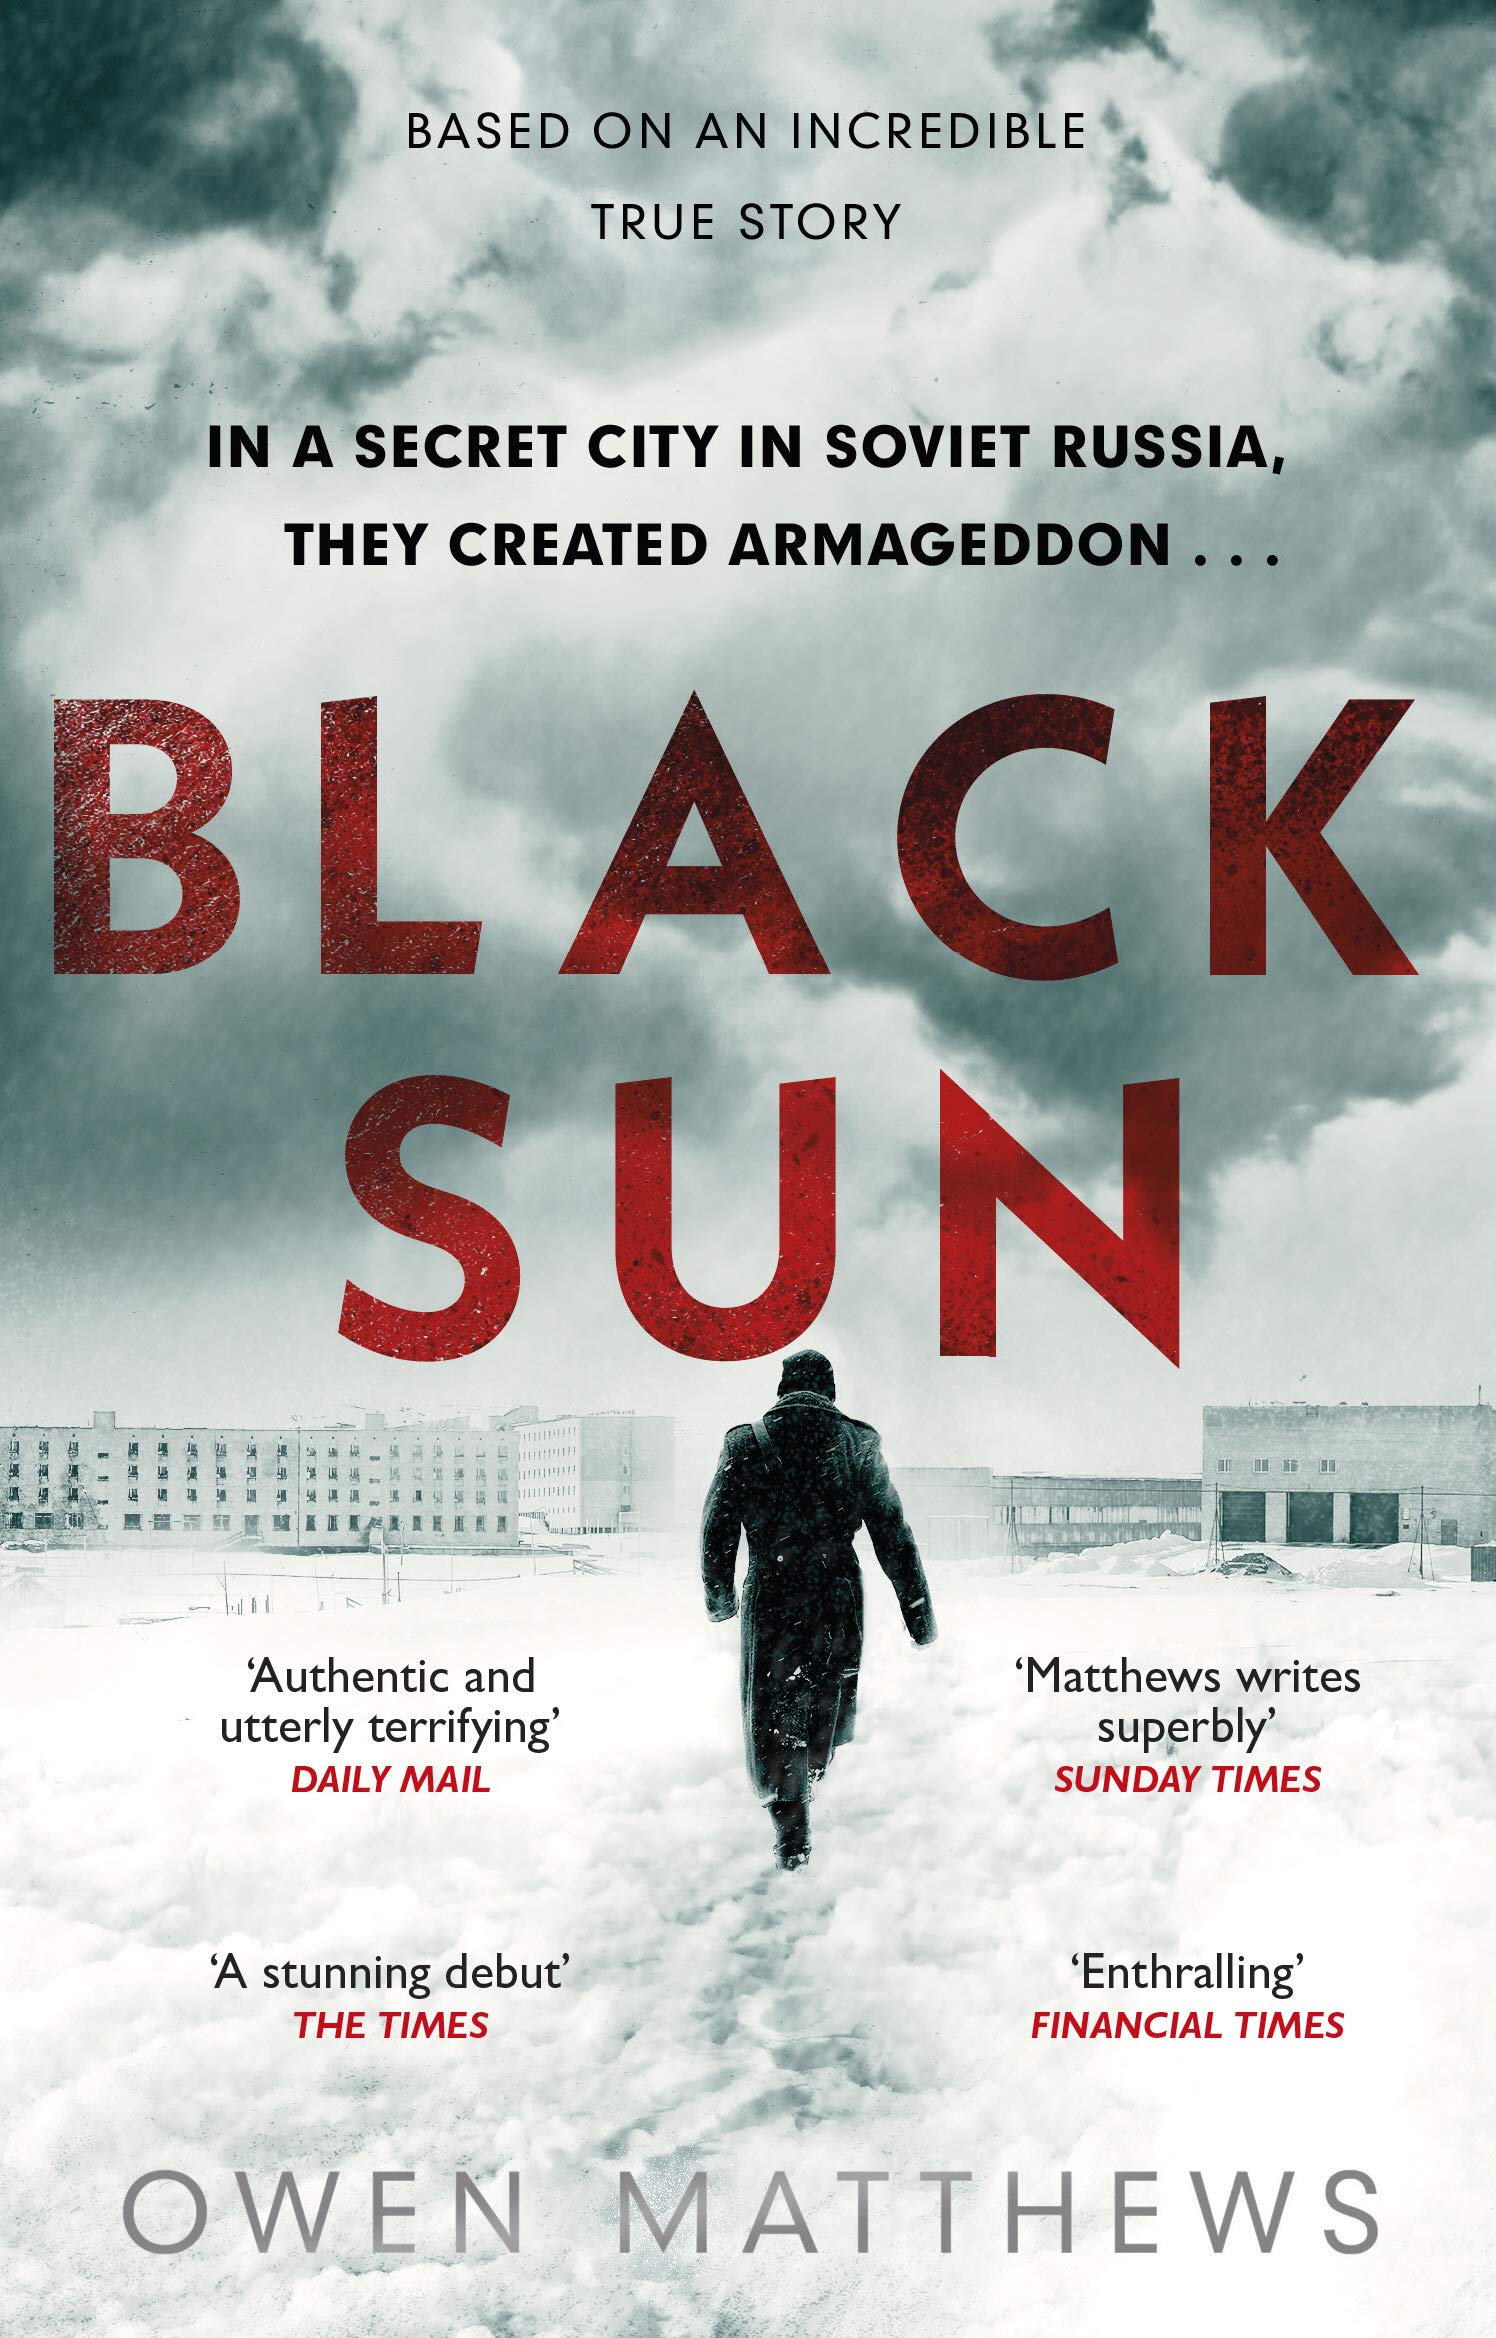 BASED ON AN INCREDIBLE
TRUE STORY
IN A SECRET CITY IN SOVIET RUSSIA,
THEY CREATED ARMAGEDDON . . .
BLACK
SUN
‘Authentic and
utterly terrifying’
DAILY MAIL
‘Matthews writes
superbly’
SUNDAY TIMES
‘A stunning debut’
THE TIMES
‘Enthralling’
FINANCIAL TIMES
OWEN MATTHEWS